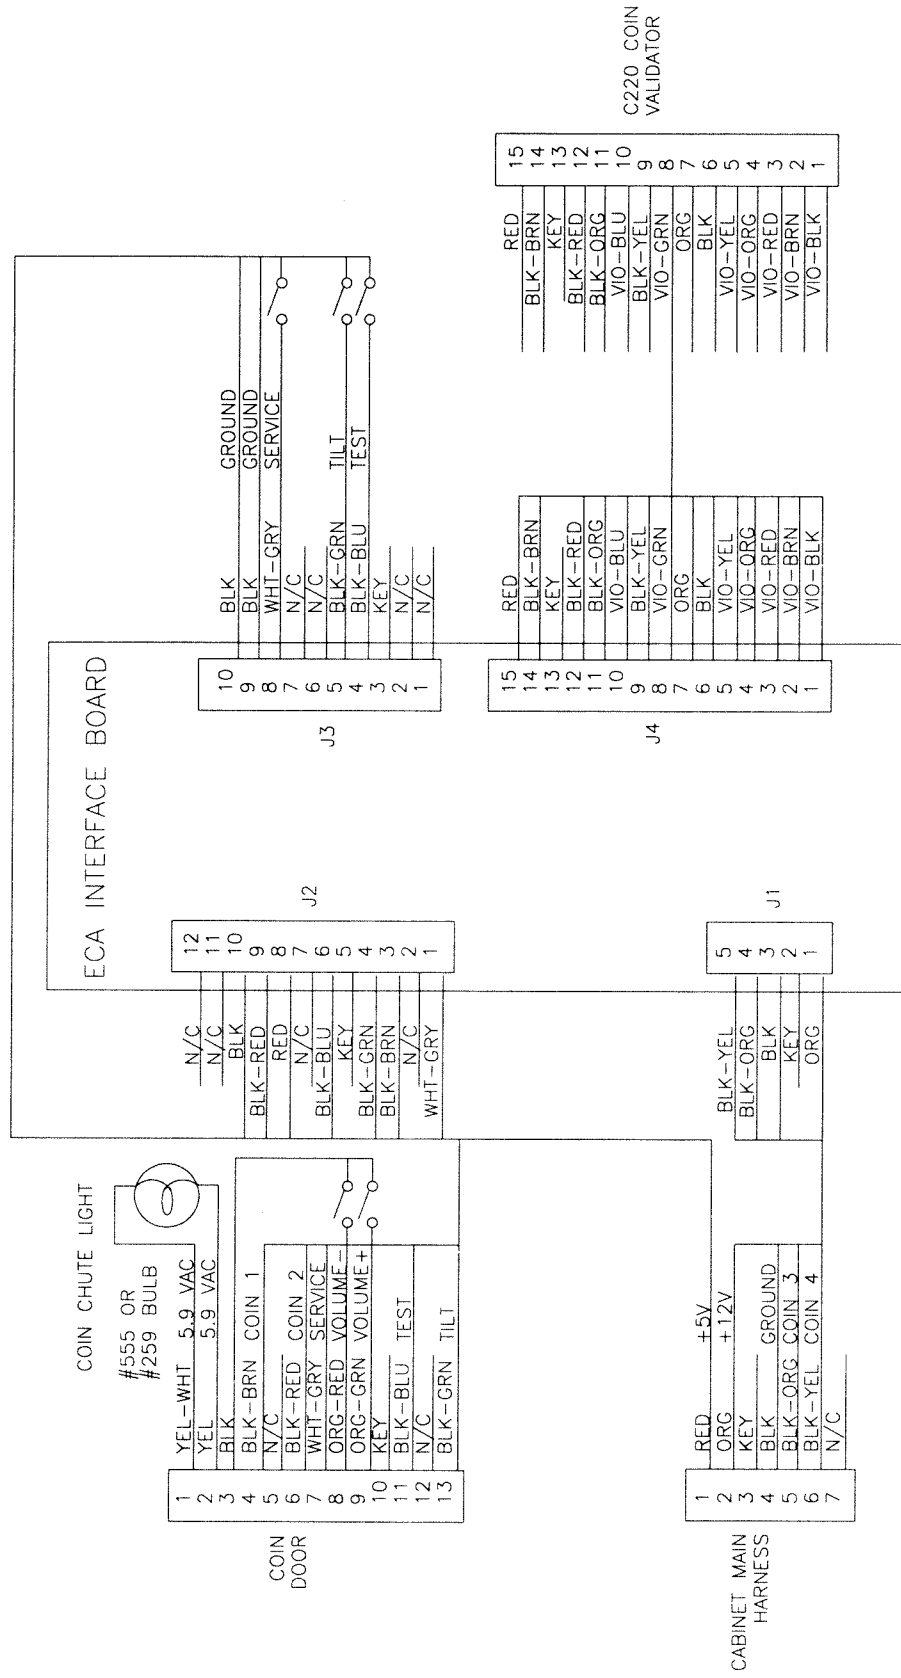 COIN CHUTE LIGHT
#555 OR
#259 BULB
COIN
DOOR
1 YEL-WHT 5.9 VAC
2 YEL 5.9 VAC
3 BLK
4 BLK-BRN COIN 1
5 N/C
6 BLK-RED COIN 2
7 WHT-GRY SERVICE
8 ORG-RED VOLUME-
9 ORG-GRN VOLUME+
10 KEY
11 BLK-BLU TEST
12 N/C
13 BLK-GRN TILT
CABINET MAIN
HARNESS
1 RED +5V
2 ORG +12V
3 KEY
4 BLK GROUND
5 BLK-ORG COIN 3
6 BLK-YEL COIN 4
7 N/C
ECA INTERFACE BOARD
J2
N/C 12
N/C 11
BLK 10
BLK-RED 9
RED 8
N/C 7
BLK-BLU 6
KEY 5
BLK-GRN 4
BLK-BRN 3
N/C 2
WHT-GRY 1
J1
BLK-YEL 5
BLK-ORG 4
BLK 3
KEY 2
ORG 1
J3
10 BLK GROUND
9 BLK GROUND
8 WHT-GRY SERVICE
7 N/C
6 N/C
5 BLK-GRN TILT
4 BLK-BLU TEST
3 KEY
2 N/C
1 N/C
J4
15 RED
14 BLK-BRN
13 KEY
12 BLK-RED
11 BLK-ORG
10 VIO-BLU
9 BLK-YEL
8 VIO-GRN
7 ORG
6 BLK
5 VIO-YEL
4 VIO-ORG
3 VIO-RED
2 VIO-BRN
1 VIO-BLK
C220 COIN
VALIDATOR
RED 15
BLK-BRN 14
KEY 13
BLK-RED 12
BLK-ORG 11
VIO-BLU 10
BLK-YEL 9
VIO-GRN 8
ORG 7
BLK 6
VIO-YEL 5
VIO-ORG 4
VIO-RED 3
VIO-BRN 2
VIO-BLK 1